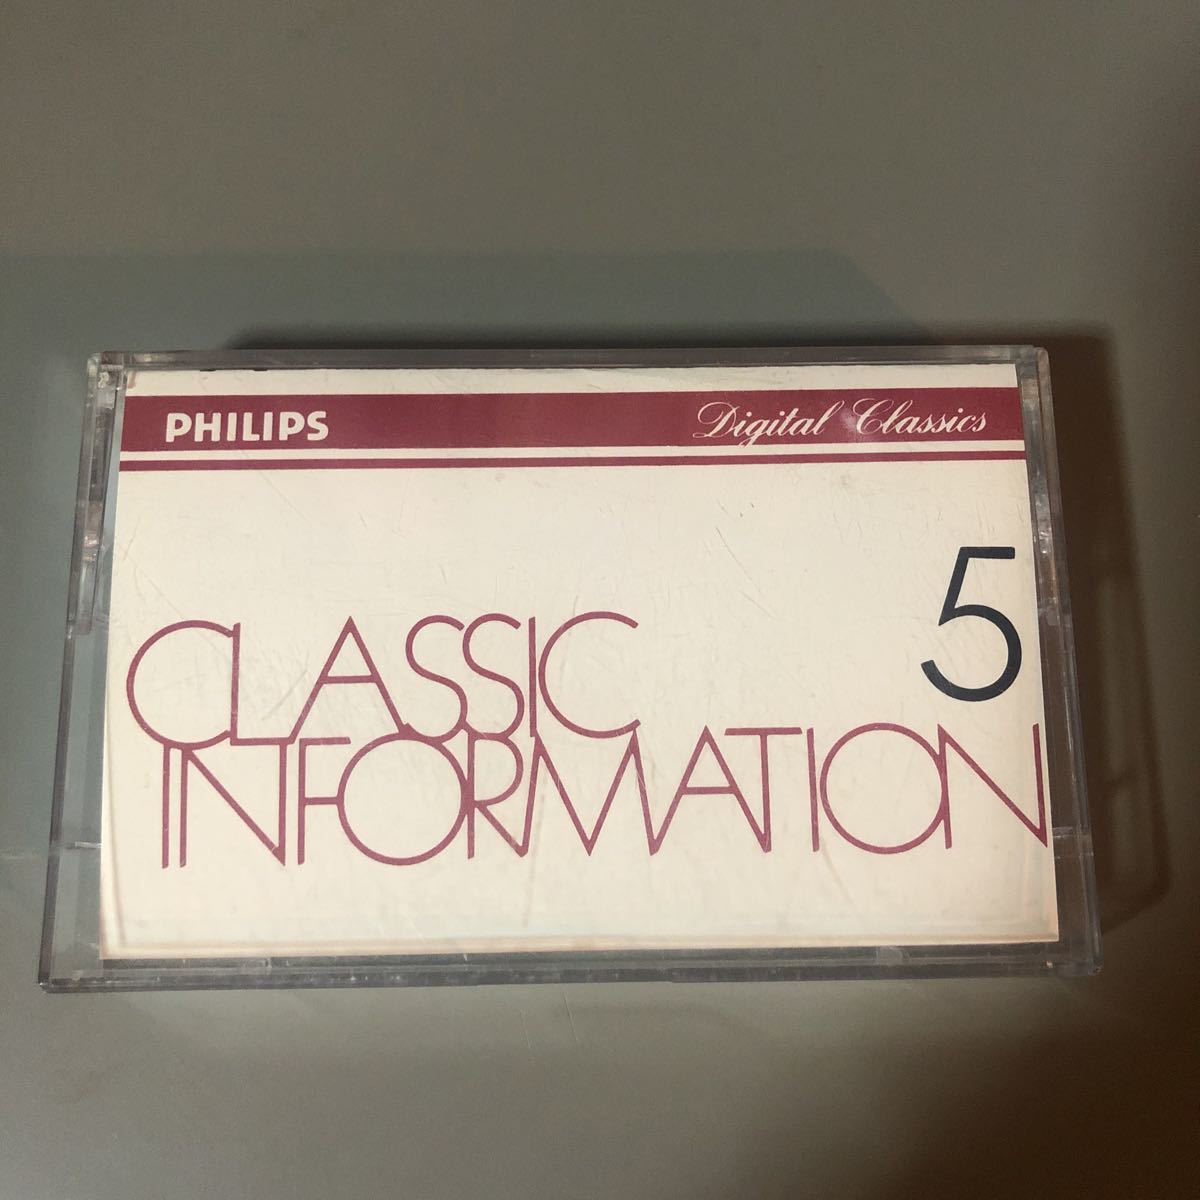 PHILIPS Digital Classics
5
CLASSIC
INFORMATION